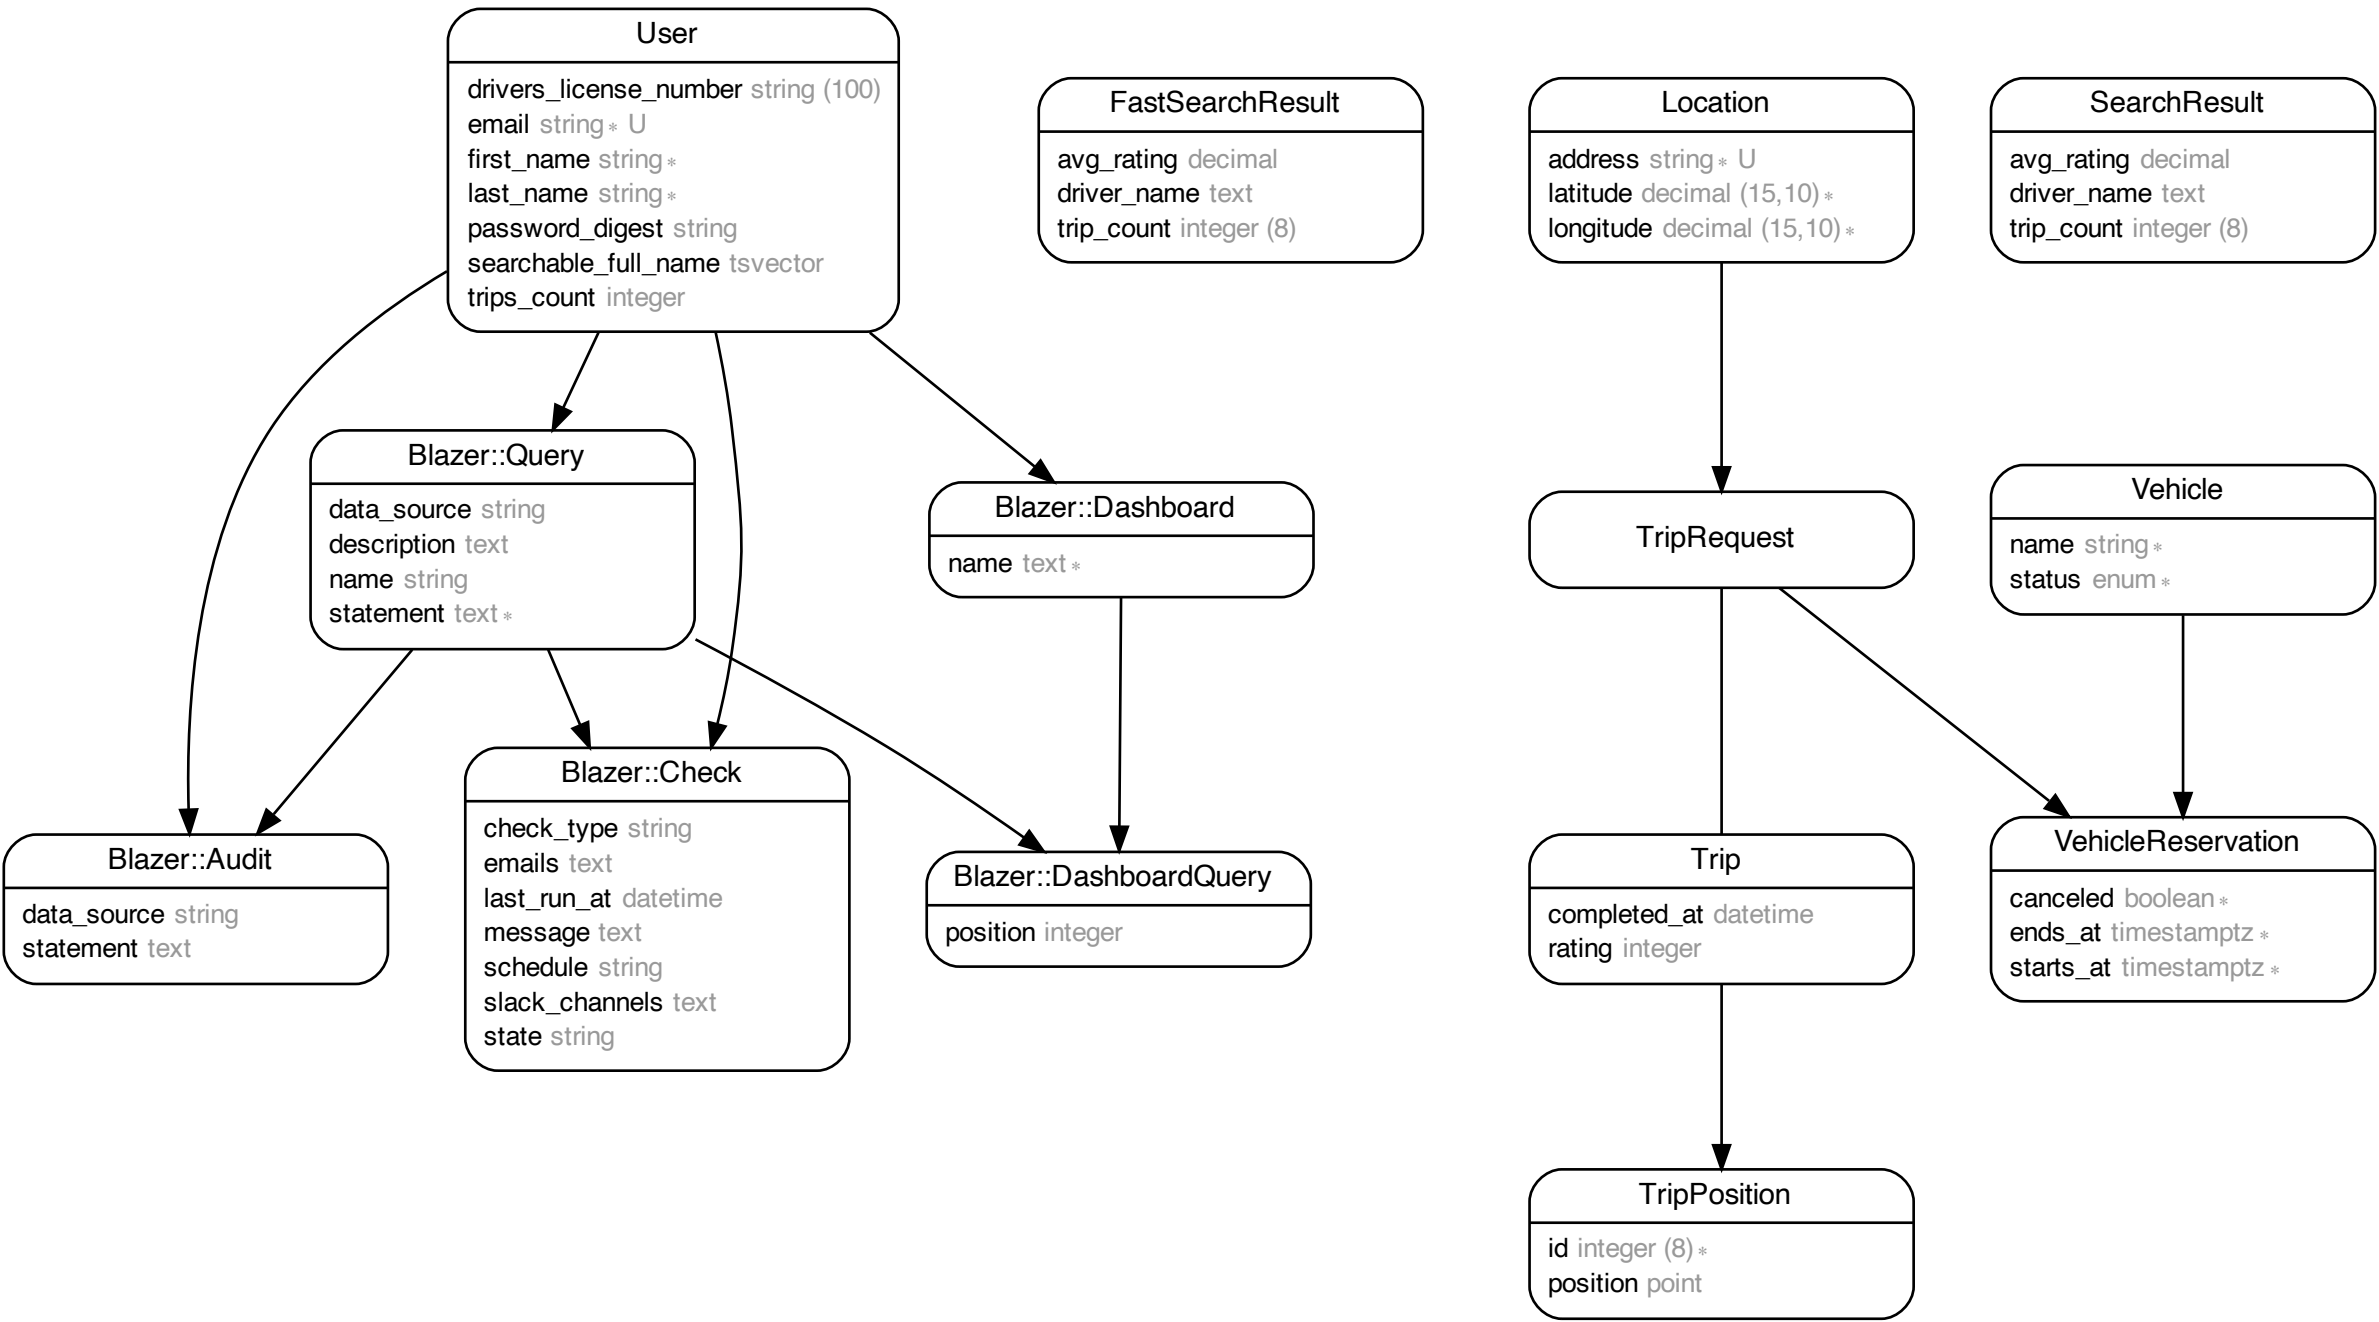 User
drivers_license_number string (100)
email string∗ U
first_name string∗
last_name string∗
password_digest string
searchable_full_name tsvector
trips_count integer
FastSearchResult
avg_rating decimal
driver_name text
trip_count integer (8)
Location
address string∗ U
latitude decimal (15,10)∗
longitude decimal (15,10)∗
SearchResult
avg_rating decimal
driver_name text
trip_count integer (8)
Blazer::Query
data_source string
description text
name string
statement text∗
Blazer::Dashboard
name text∗
TripRequest
Vehicle
name string∗
status enum∗
Blazer::Audit
data_source string
statement text
Blazer::Check
check_type string
emails text
last_run_at datetime
message text
schedule string
slack_channels text
state string
Blazer::DashboardQuery
position integer
Trip
completed_at datetime
rating integer
VehicleReservation
canceled boolean∗
ends_at timestamptz∗
starts_at timestamptz∗
TripPosition
id integer (8)∗
position point